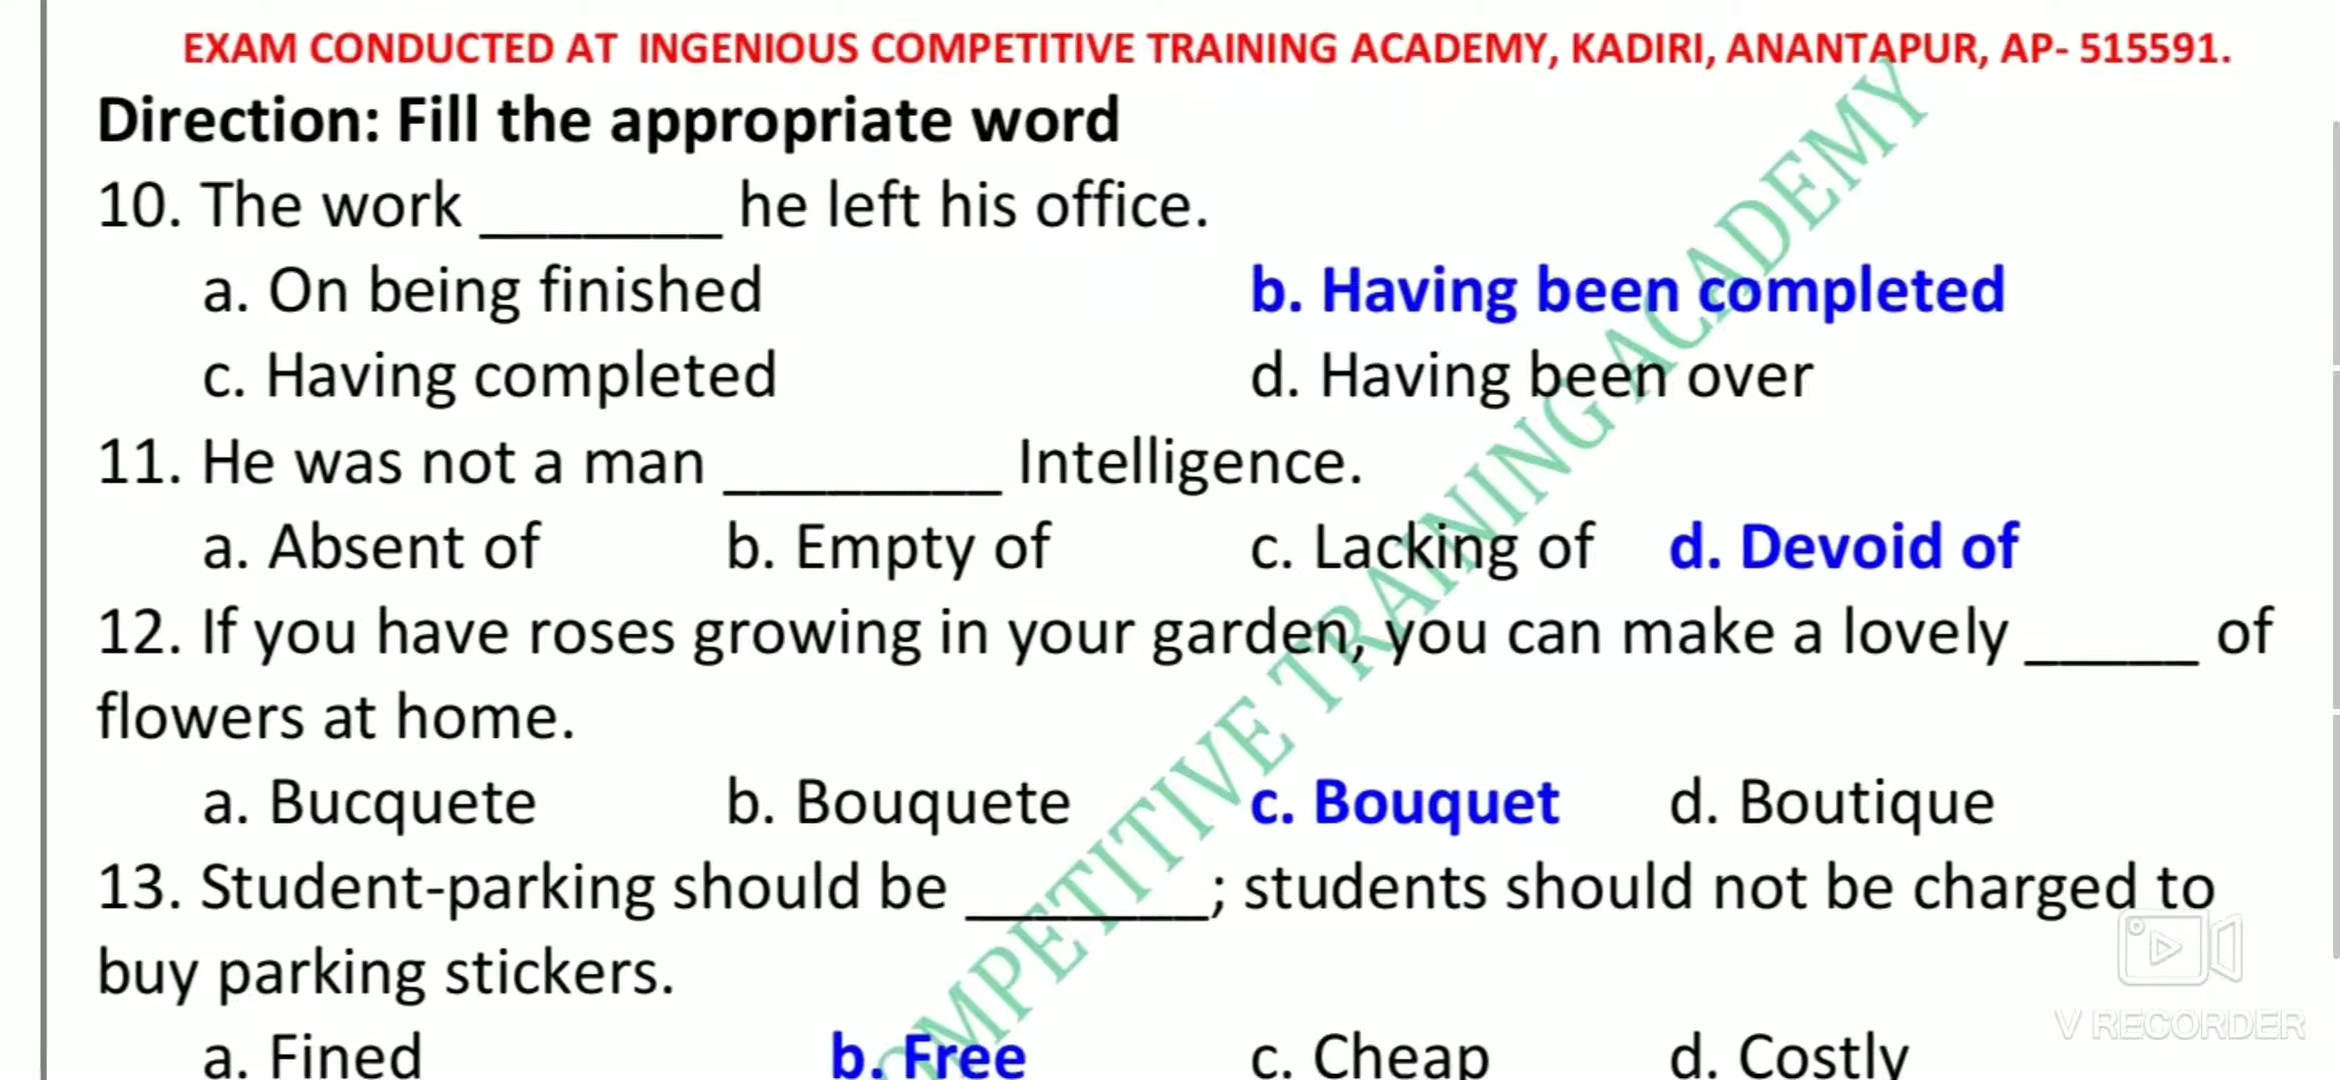 EXAM CONDUCTED AT INGENIOUS COMPETITIVE TRAINING ACADEMY, KADIRI, ANANTAPUR, AP- 515591.
Direction: Fill the appropriate word
10. The work _______ he left his office.
a. On being finished b. Having been completed
c. Having completed d. Having been over
11. He was not a man ________ Intelligence.
a. Absent of b. Empty of c. Lacking of d. Devoid of
12. If you have roses growing in your garden, you can make a lovely _____ of
flowers at home.
a. Bucquete b. Bouquete c. Bouquet d. Boutique
13. Student-parking should be _______; students should not be charged to
buy parking stickers.
a. Fined b. Free c. Cheap d. Costly
OMPETITIVE TRAINING ACADEMY
V RECORDER